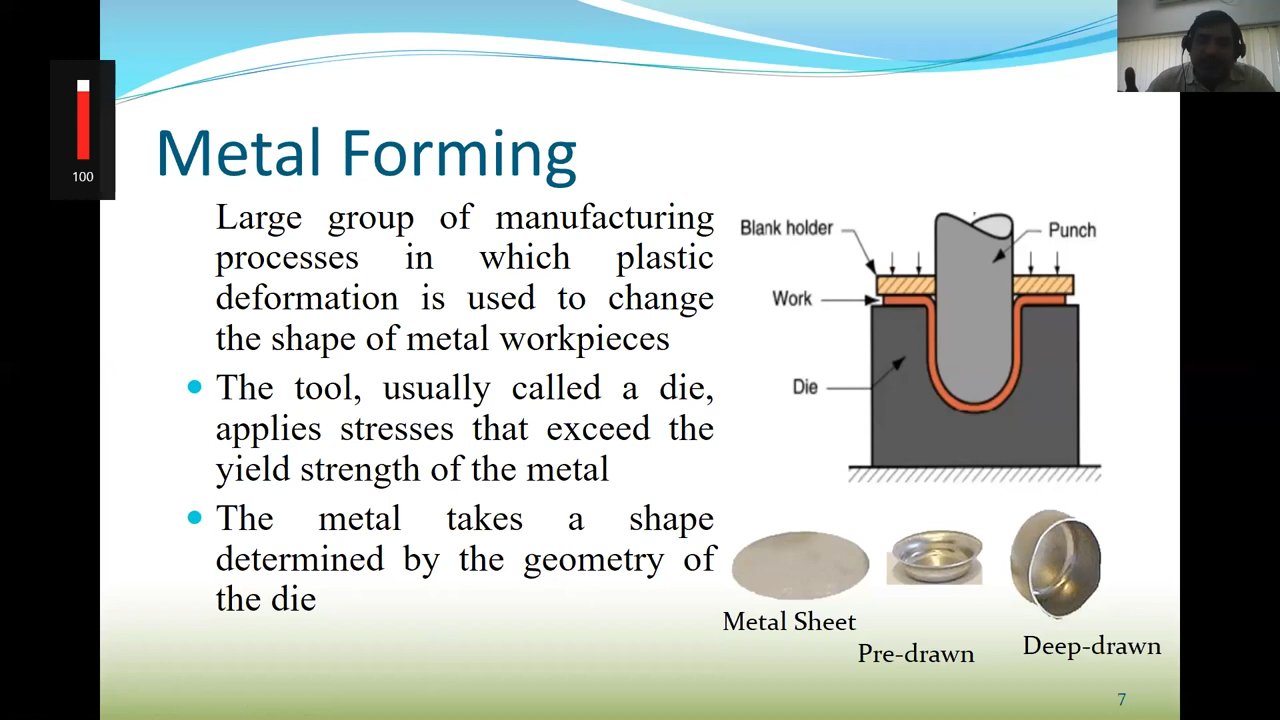 100
Metal Forming
Large group of manufacturing
processes in which plastic
deformation is used to change
the shape of metal workpieces
The tool, usually called a die,
applies stresses that exceed the
yield strength of the metal
The metal takes a shape
determined by the geometry of
the die
Blank holder
Punch
Work
Die
Metal Sheet
Pre-drawn
Deep-drawn
7